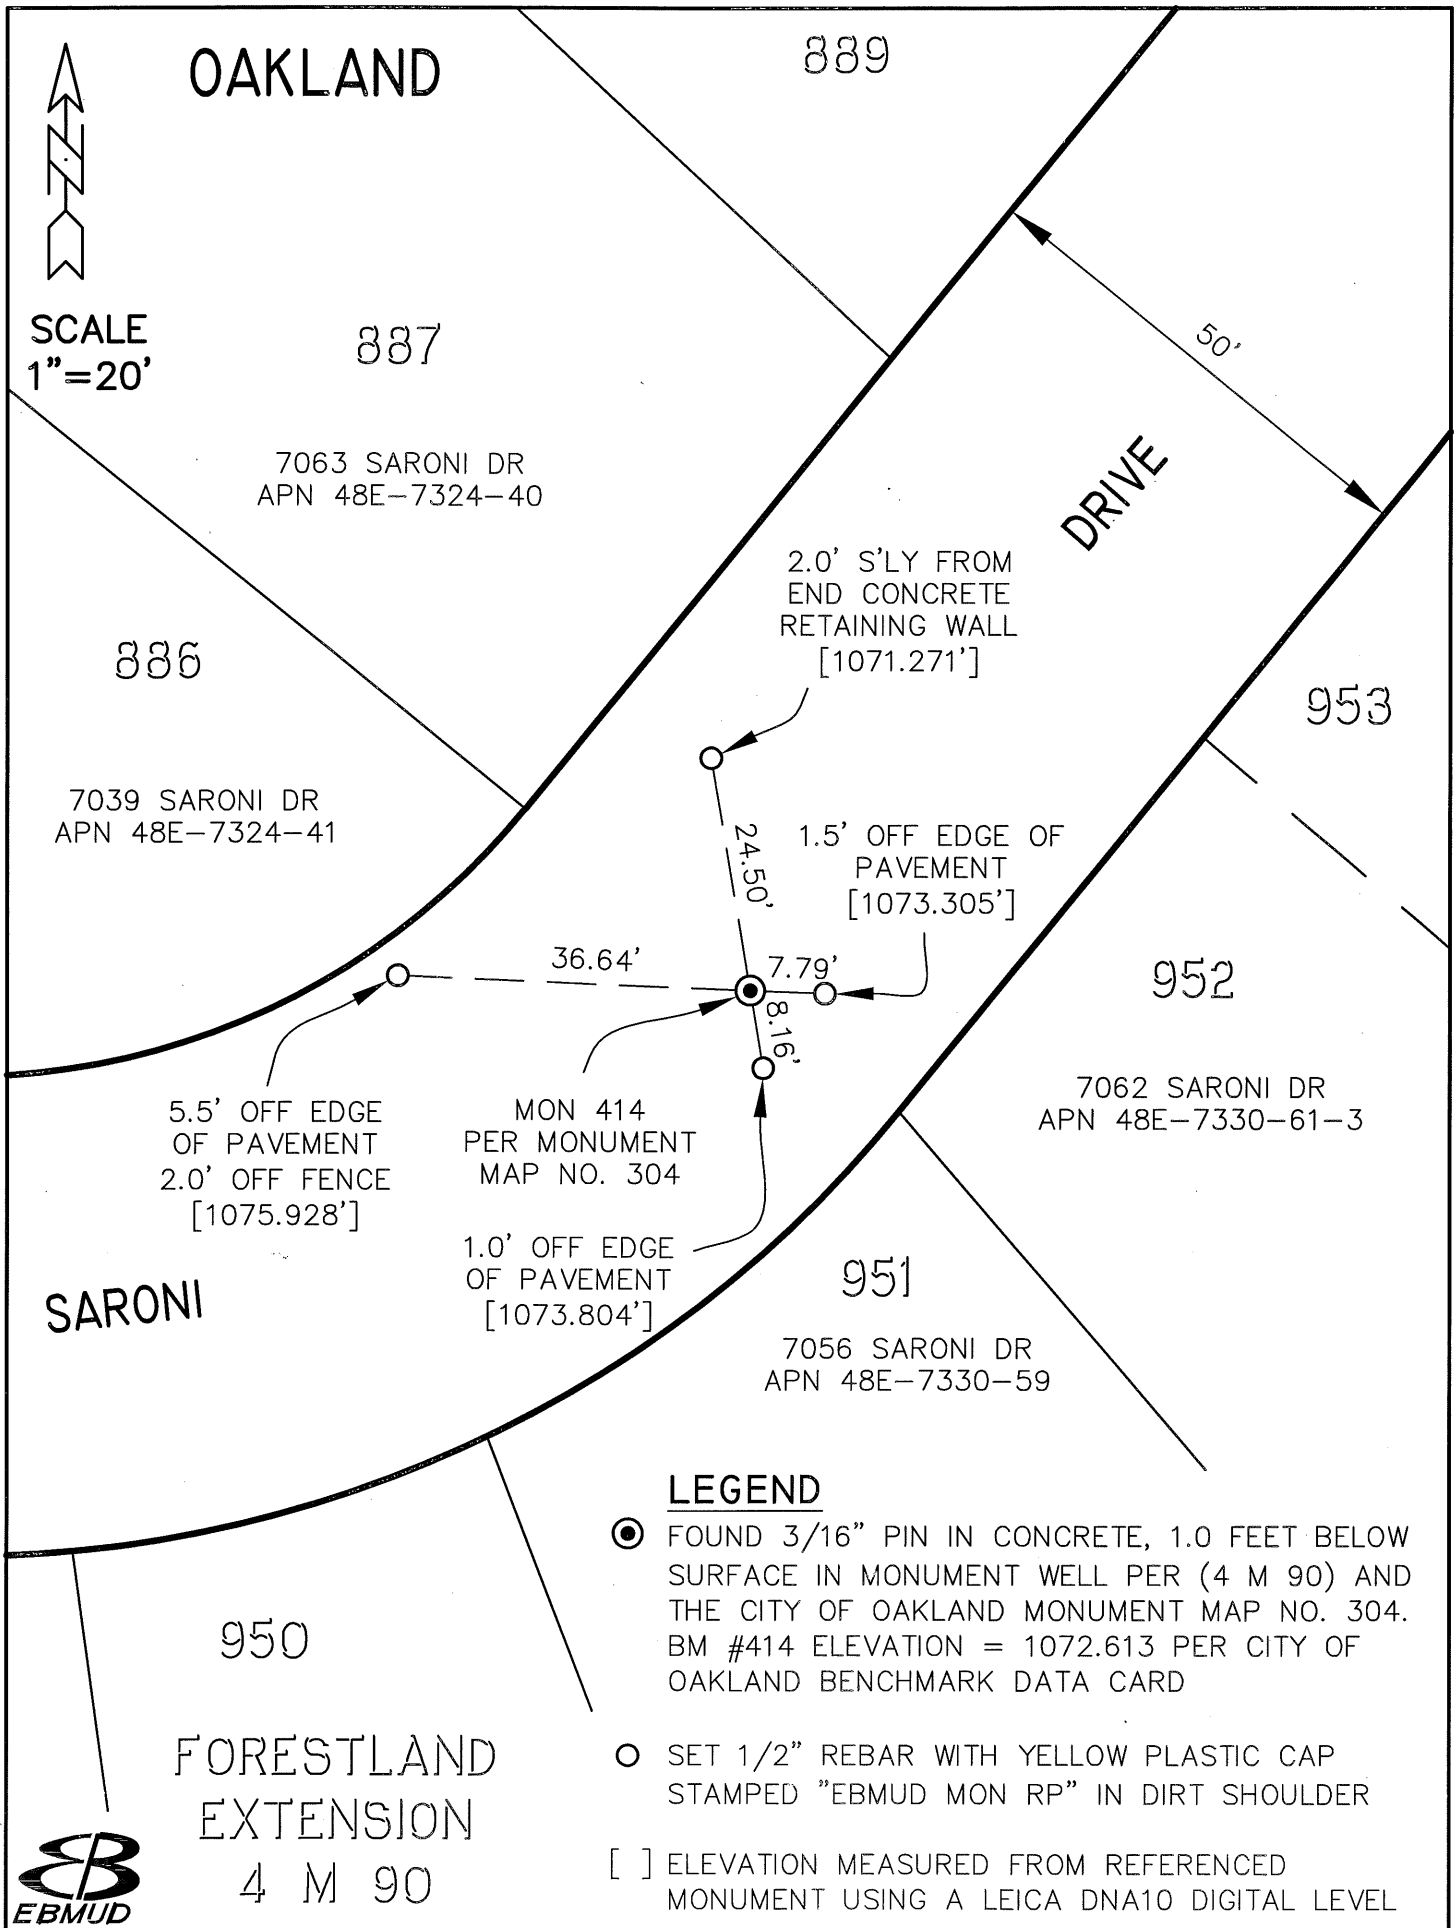 OAKLAND
889
N
SCALE
1"=20'
887
50'
7063 SARONI DR
APN 48E-7324-40
DRIVE
2.0' S'LY FROM
END CONCRETE
RETAINING WALL
[1071.271']
886
953
7039 SARONI DR
APN 48E-7324-41
24.50'
1.5' OFF EDGE OF
PAVEMENT
[1073.305']
36.64'
7.79'
952
8.16'
7062 SARONI DR
APN 48E-7330-61-3
5.5' OFF EDGE
OF PAVEMENT
2.0' OFF FENCE
[1075.928']
MON 414
PER MONUMENT
MAP NO. 304
1.0' OFF EDGE
OF PAVEMENT
[1073.804']
SARONI
951
7056 SARONI DR
APN 48E-7330-59
LEGEND
FOUND 3/16" PIN IN CONCRETE, 1.0 FEET BELOW
SURFACE IN MONUMENT WELL PER (4 M 90) AND
THE CITY OF OAKLAND MONUMENT MAP NO. 304.
BM #414 ELEVATION = 1072.613 PER CITY OF
OAKLAND BENCHMARK DATA CARD
950
SET 1/2" REBAR WITH YELLOW PLASTIC CAP
STAMPED "EBMUD MON RP" IN DIRT SHOULDER
FORESTLAND
EXTENSION
4 M 90
[ ] ELEVATION MEASURED FROM REFERENCED
MONUMENT USING A LEICA DNA10 DIGITAL LEVEL
EBMUD